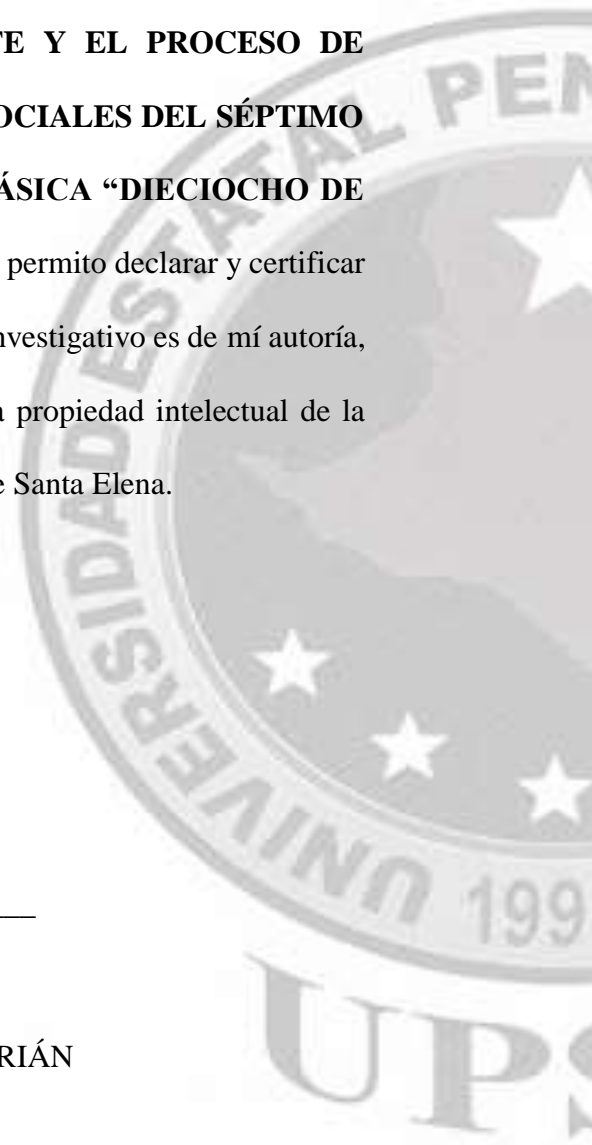 TE Y EL PROCESO DE
OCIALES DEL SÉPTIMO
ÁSICA “DIECIOCHO DE
permito declarar y certificar
nvestigativo es de mí autoría,
a propiedad intelectual de la
e Santa Elena.
___
RIÁN
UNIVERSIDAD ESTATAL PEN
199
UPS